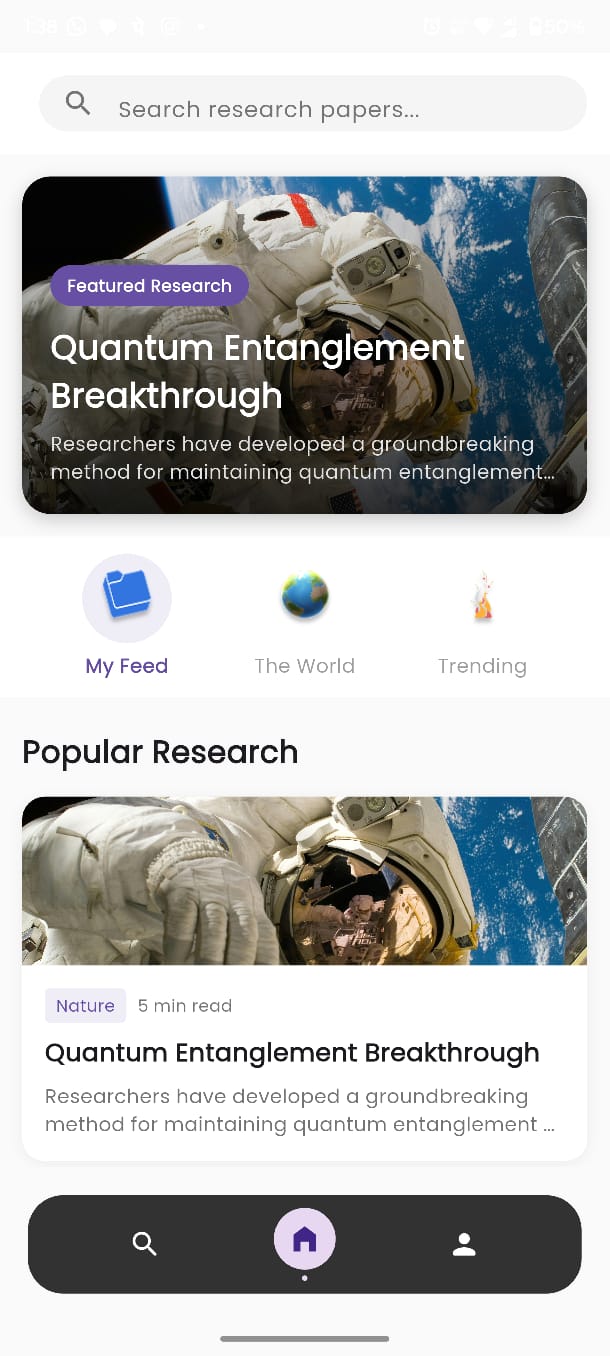 1:38
50%
Search research papers...
Featured Research
Quantum Entanglement
Breakthrough
Researchers have developed a groundbreaking
method for maintaining quantum entanglement...
My Feed
The World
Trending
Popular Research
Nature
5 min read
Quantum Entanglement Breakthrough
Researchers have developed a groundbreaking
method for maintaining quantum entanglement ...